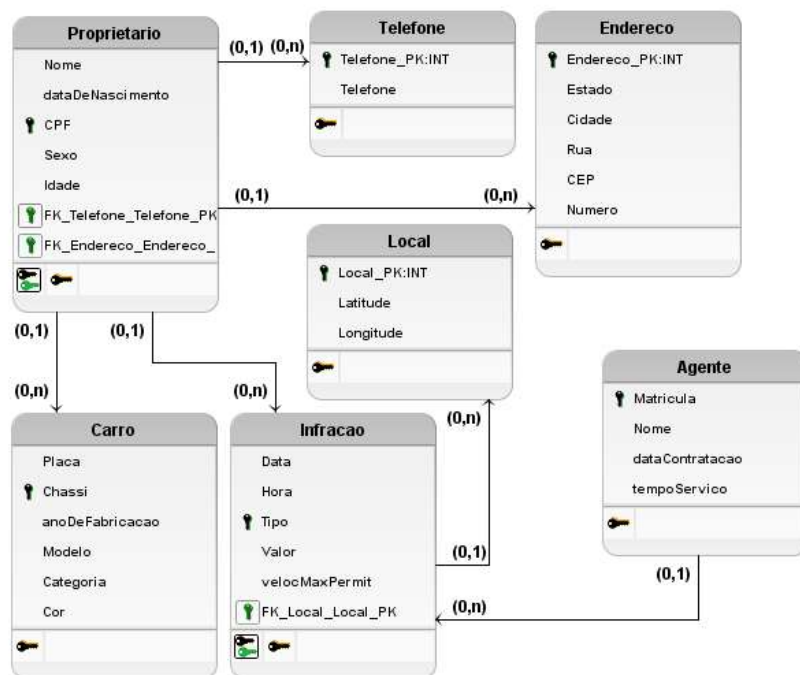 Proprietario
Nome
dataDeNascimento
CPF
Sexo
Idade
FK_Telefone_Telefone_PK
FK_Endereco_Endereco_
(0,1) (0,n)
Telefone
Telefone_PK:INT
Telefone
Endereco
Endereco_PK:INT
Estado
Cidade
Rua
CEP
Numero
(0,1) (0,n)
Local
Local_PK:INT
Latitude
Longitude
(0,1) (0,1)
(0,n) (0,n) (0,n)
Carro
Placa
Chassi
anoDeFabricacao
Modelo
Categoria
Cor
Infracao
Data
Hora
Tipo
Valor
velocMaxPermit
FK_Local_Local_PK
(0,1)
(0,n)
Agente
Matricula
Nome
dataContratacao
tempoServico
(0,1)